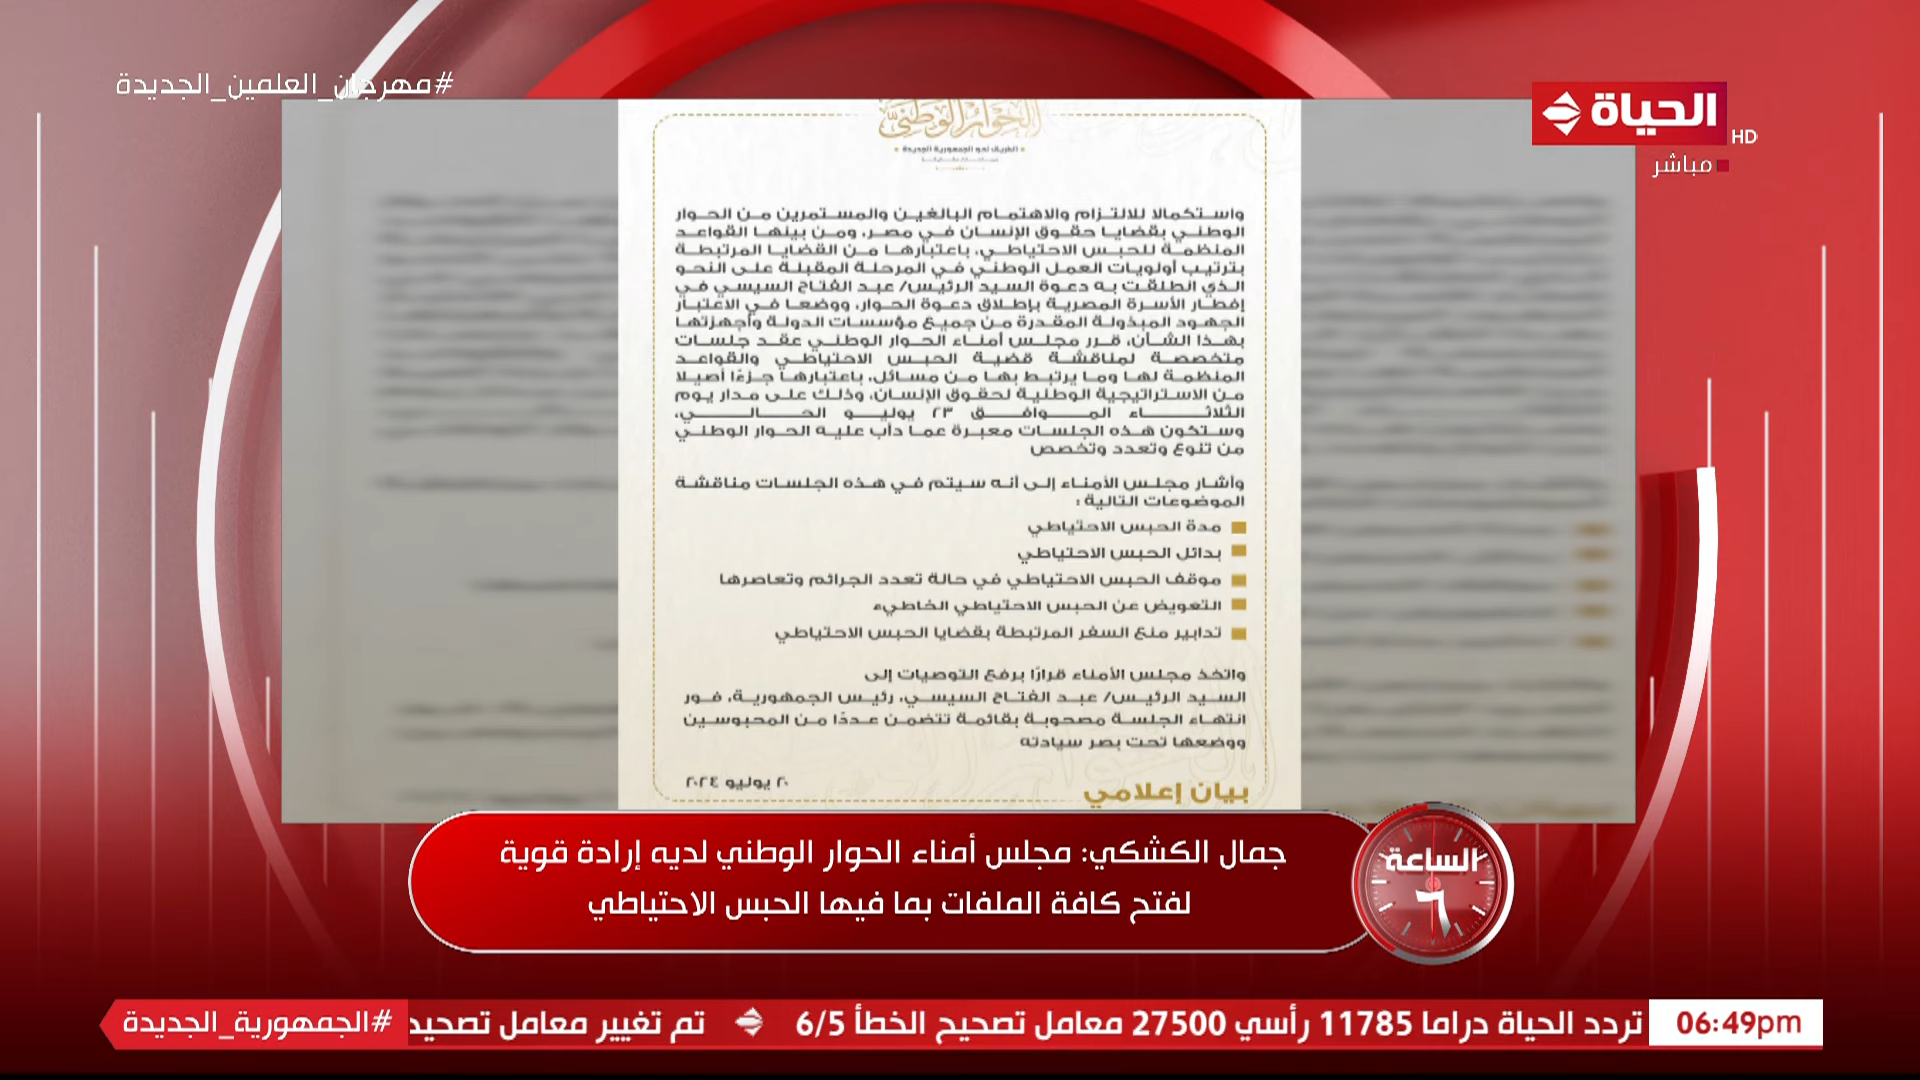 #مهرجان_العلمين_الجديدة
الحياة
HD
مباشر
الحوار الوطني
الطريق نحو الجمهورية الجديدة
واستكمالا للالتزام والاهتمام البالغين والمستمرين من الحوار
الوطني بقضايا حقوق الإنسان في مصر، ومن بينها القواعد
المنظمة للحبس الاحتياطي، باعتبارها من القضايا المرتبطة
بترتيب أولويات العمل الوطني في المرحلة المقبلة على النحو
الذي انطلقت به دعوة السيد الرئيس/ عبد الفتاح السيسي في
إفطار الأسرة المصرية بإطلاق دعوة الحوار، ووضعا في الاعتبار
الجهود المبذولة المقدرة من جميع مؤسسات الدولة وأجهزتها
بهذا الشأن، قرر مجلس أمناء الحوار الوطني عقد جلسات
متخصصة لمناقشة قضية الحبس الاحتياطي والقواعد
المنظمة لها وما يرتبط بها من مسائل، باعتبارها جزءًا أصيلا
من الاستراتيجية الوطنية لحقوق الإنسان، وذلك على مدار يوم
الثلاثاء الموافق ٢٣ يوليو الحالي،
وستكون هذه الجلسات معبرة عما دأب عليه الحوار الوطني
من تنوع وتعدد وتخصص
وأشار مجلس الأمناء إلى أنه سيتم في هذه الجلسات مناقشة
الموضوعات التالية :
مدة الحبس الاحتياطي
بدائل الحبس الاحتياطي
موقف الحبس الاحتياطي في حالة تعدد الجرائم وتعاصرها
التعويض عن الحبس الاحتياطي الخاطيء
تدابير منع السفر المرتبطة بقضايا الحبس الاحتياطي
واتخذ مجلس الأمناء قرارًا برفع التوصيات إلى
السيد الرئيس/ عبد الفتاح السيسي، رئيس الجمهورية، فور
انتهاء الجلسة مصحوبة بقائمة تتضمن عددًا من المحبوسين
ووضعها تحت بصر سيادته
٢٠ يوليو ٢٠٢٤
بيان إعلامي
جمال الكشكي: مجلس أمناء الحوار الوطني لديه إرادة قوية
لفتح كافة الملفات بما فيها الحبس الاحتياطي
الساعة
٦
06:49pm
تردد الحياة دراما 11785 رأسي 27500 معامل تصحيح الخطأ 6/5 تم تغيير معامل تصحيح
#الجمهورية_الجديدة